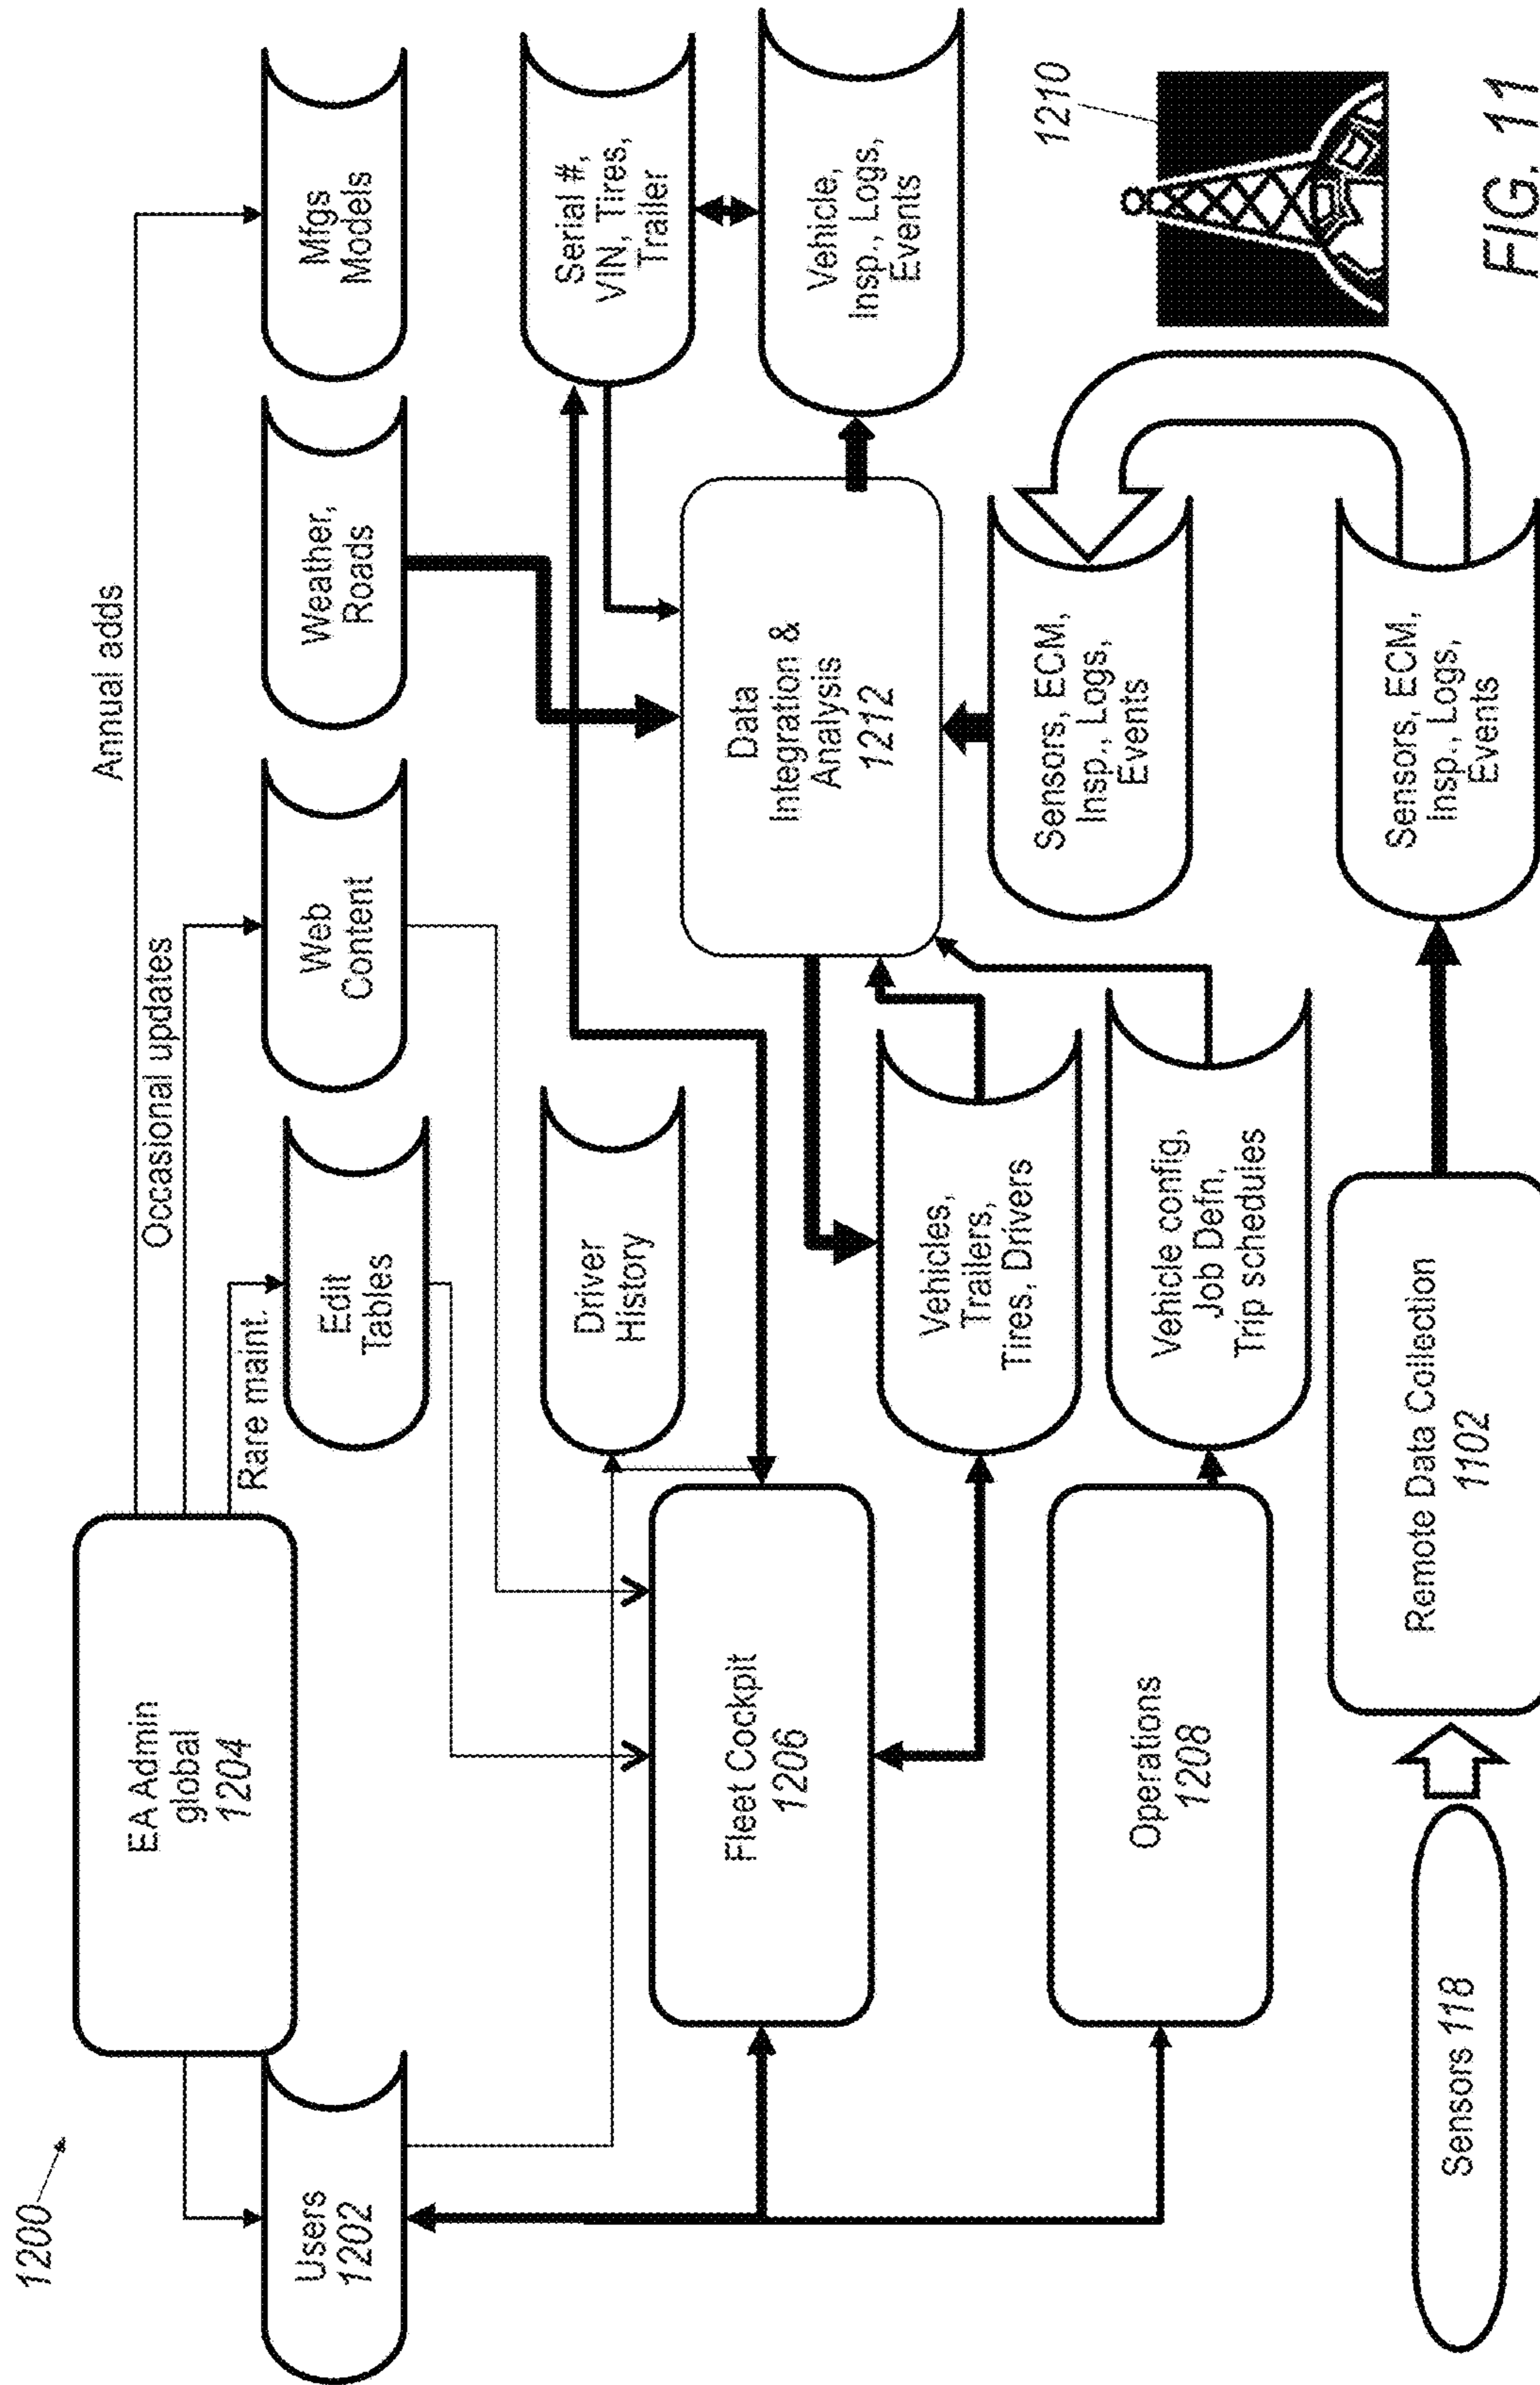 1200
EA Admin
global
1204
Annual adds
Occasional updates
Rare maint.
Users
1202
Edit
Tables
Web
Content
Weather,
Roads
Mfgs
Models
Driver
History
Serial #,
VIN, Tires,
Trailer
Fleet Cockpit
1206
Data
Integration &
Analysis
1212
Vehicle,
Insp., Logs,
Events
Vehicles,
Trailers,
Tires, Drivers
Operations
1208
Vehicle config,
Job Defn,
Trip schedules
Sensors, ECM,
Insp., Logs,
Events
1210
Sensors 118
Remote Data Collection
1102
Sensors, ECM,
Insp., Logs,
Events
FIG. 11